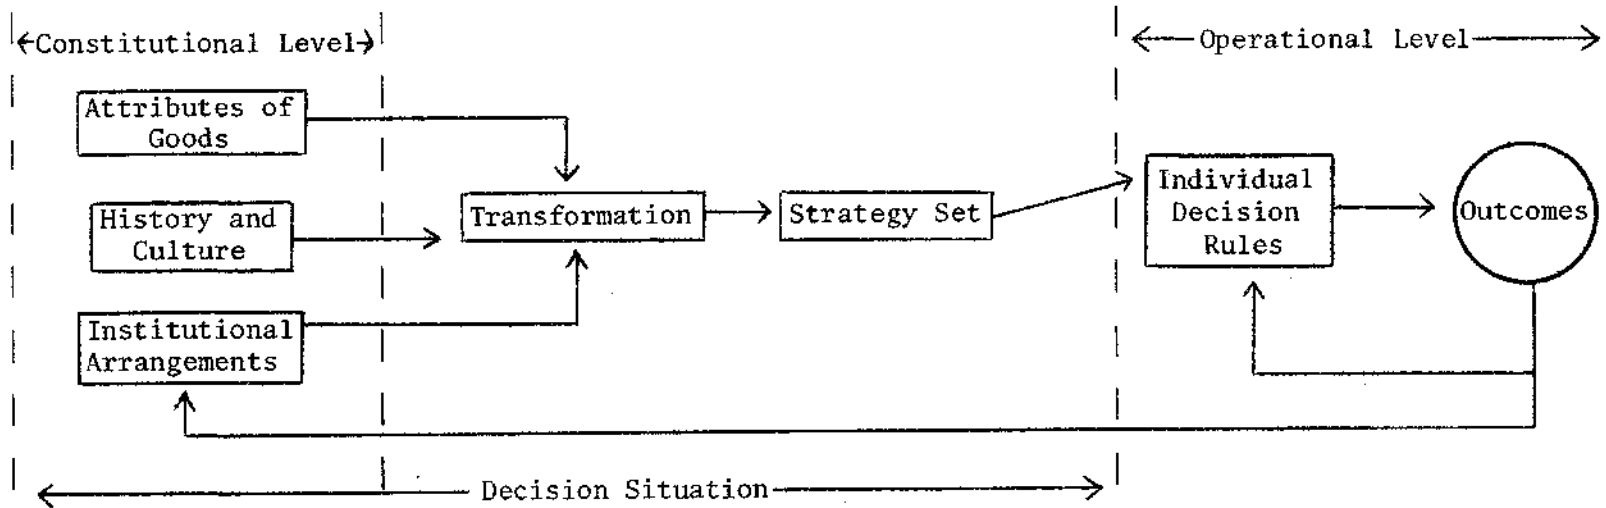 Constitutional Level
Operational Level
Attributes of
Goods
History and
Culture
Institutional
Arrangements
Transformation
Strategy Set
Individual
Decision
Rules
Outcomes
Decision Situation